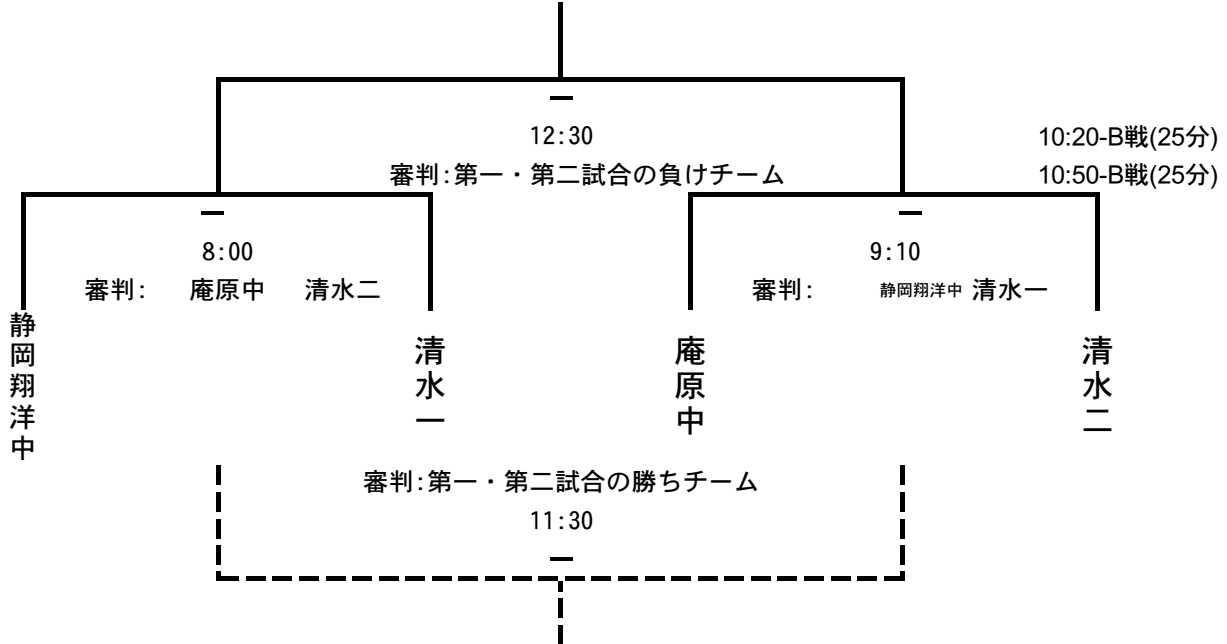 12:30
審判:第一・第二試合の負けチーム
10:20-B戦(25分)
10:50-B戦(25分)
8:00
審判: 庵原中 清水二
9:10
審判: 静岡翔洋中 清水一
静岡翔洋中
清水一
庵原中
清水二
審判:第一・第二試合の勝ちチーム
11:30